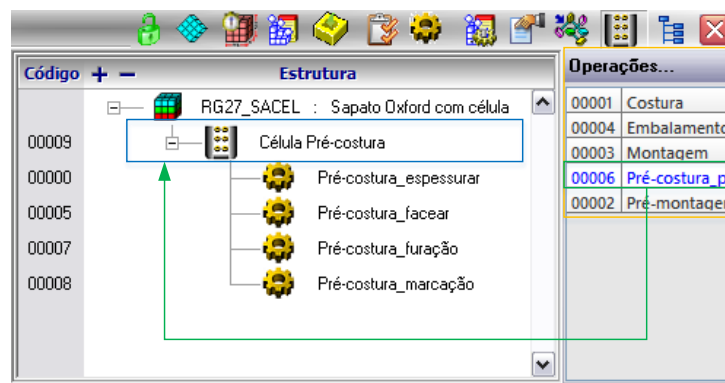 Código + − Estrutura
RG27_SACEL : Sapato Oxford com célula
00009 Célula Pré-costura
00000 Pré-costura_espessurar
00005 Pré-costura_facear
00007 Pré-costura_furação
00008 Pré-costura_marcação
Operações...
00001 Costura
00004 Embalamento
00003 Montagem
00006 Pré-costura_p
00002 Pré-montagem